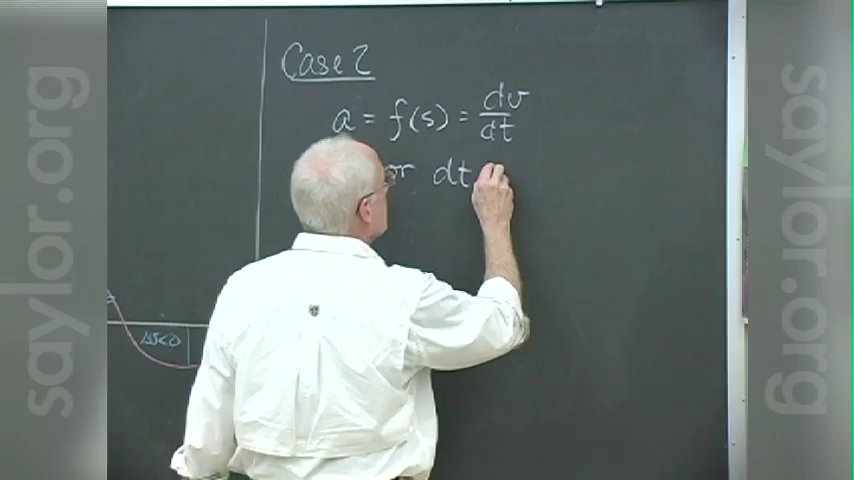 Case 2
a = f(s) = dv/dt
or dt
Δs<0
saylor.org
saylor.org